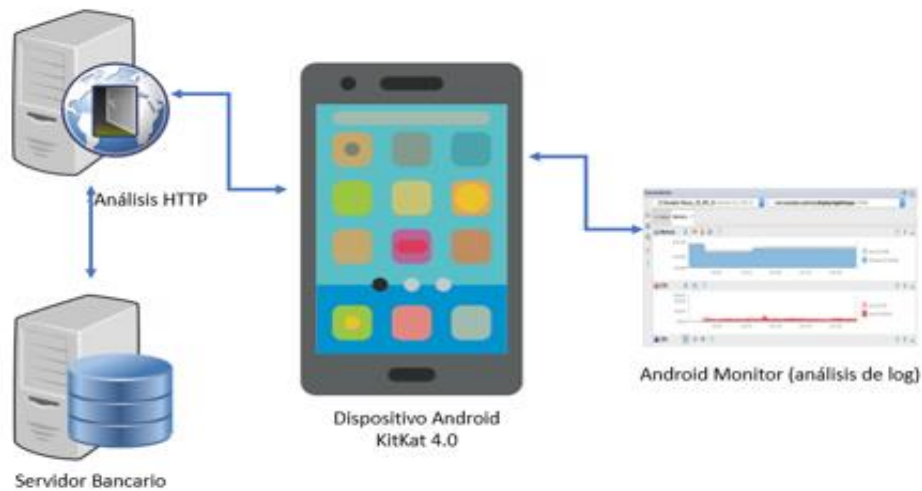 Análisis HTTP
Servidor Bancario
Dispositivo Android
KitKat 4.0
Android Monitor (análisis de log)